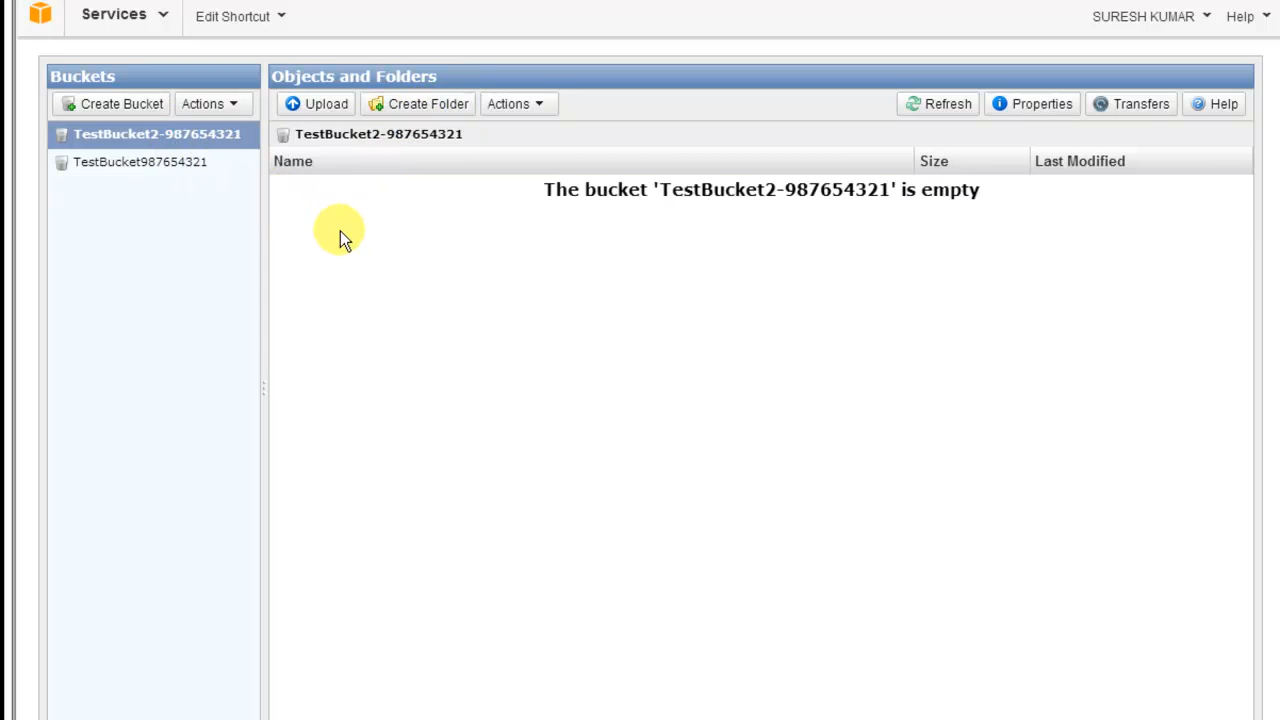 Services Edit Shortcut SURESH KUMAR Help
Buckets Objects and Folders
Create Bucket Actions Upload Create Folder Actions Refresh Properties Transfers Help
TestBucket2-987654321 TestBucket2-987654321
TestBucket987654321 Name Size Last Modified
The bucket 'TestBucket2-987654321' is empty